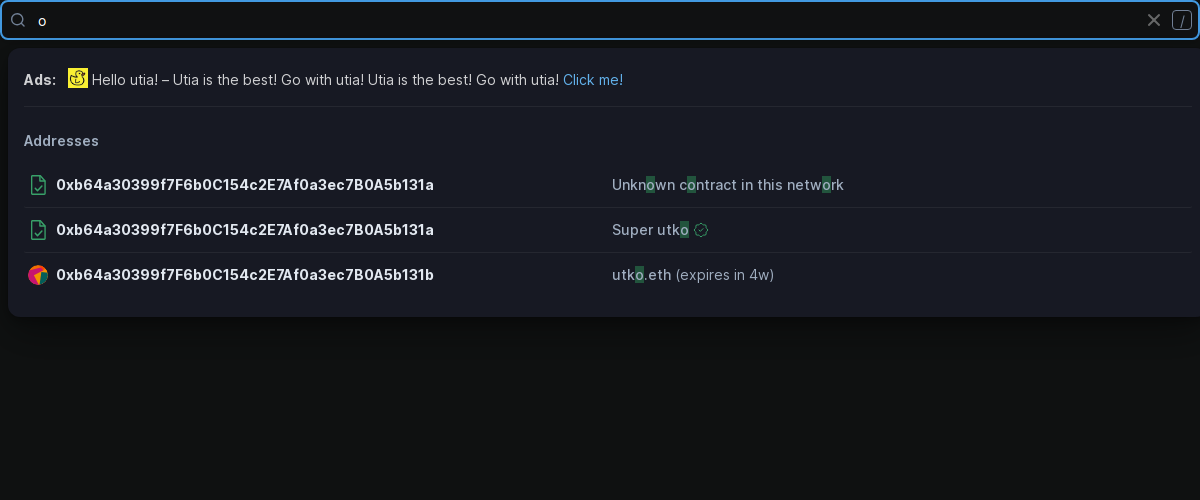 o /
Ads: Hello utia! – Utia is the best! Go with utia! Utia is the best! Go with utia! Click me!
Addresses
0xb64a30399f7F6b0C154c2E7Af0a3ec7B0A5b131a Unknown contract in this network
0xb64a30399f7F6b0C154c2E7Af0a3ec7B0A5b131a Super utko
0xb64a30399f7F6b0C154c2E7Af0a3ec7B0A5b131b utko.eth (expires in 4w)